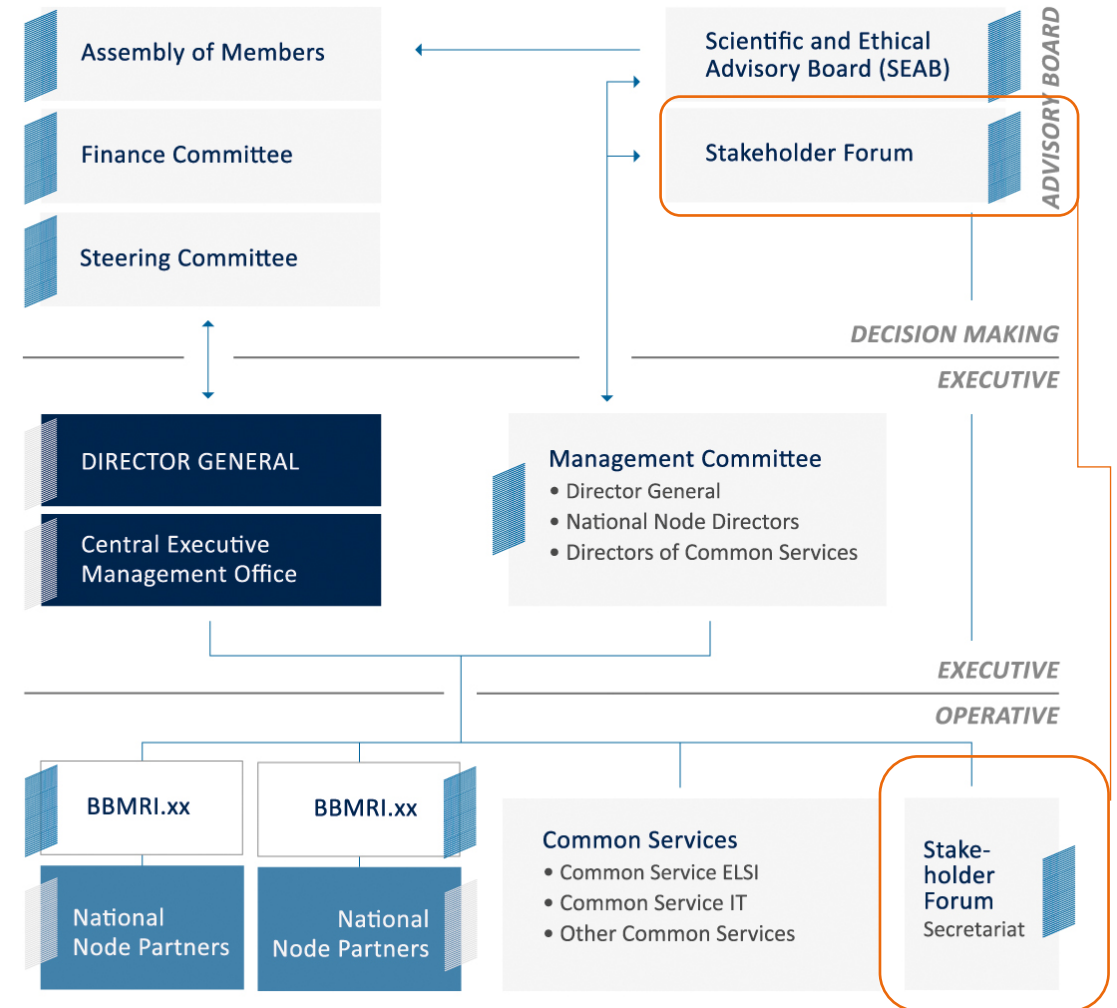 Assembly of Members
Finance Committee
Steering Committee
Scientific and Ethical
Advisory Board (SEAB)
Stakeholder Forum
ADVISORY BOARD
DECISION MAKING
EXECUTIVE
DIRECTOR GENERAL
Central Executive
Management Office
Management Committee
• Director General
• National Node Directors
• Directors of Common Services
EXECUTIVE
OPERATIVE
BBMRI.xx
National
Node Partners
BBMRI.xx
National
Node Partners
Common Services
• Common Service ELSI
• Common Service IT
• Other Common Services
Stake-
holder
Forum
Secretariat